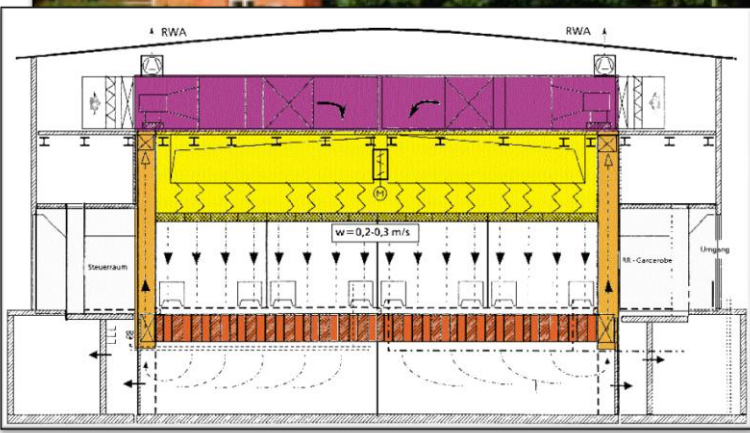 RWA
RWA
M
w=0,2-0,3 m/s
Steuerraum
RR - Garderobe
Umgang